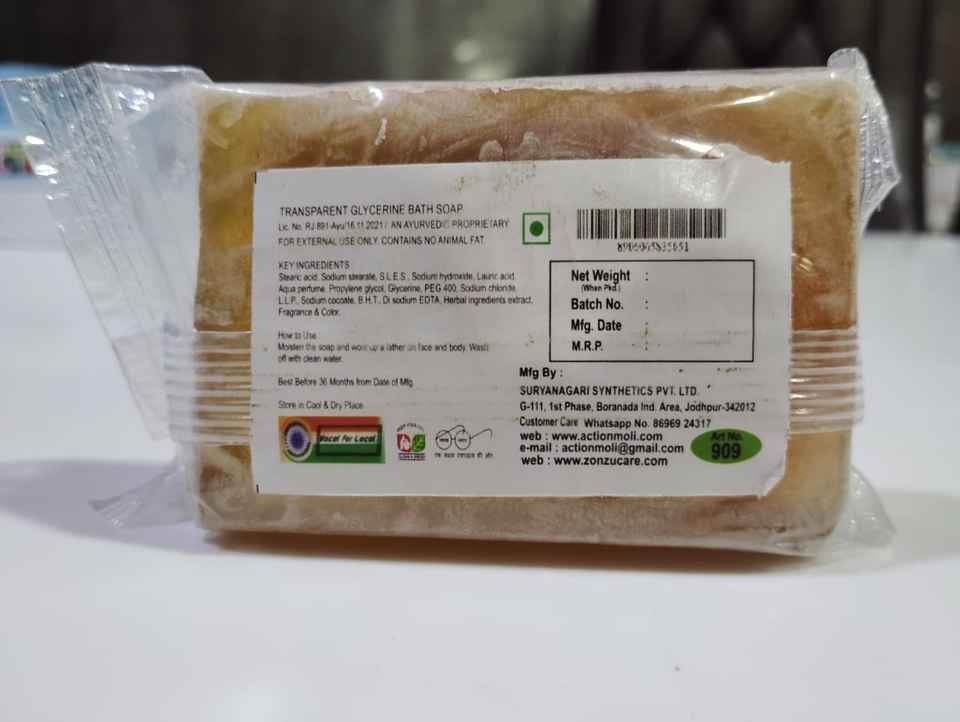 TRANSPARENT GLYCERINE BATH SOAP
Lic. No. RJ-891-Ayu/16.11.2021 / AN AYURVEDIC PROPRIETARY
FOR EXTERNAL USE ONLY. CONTAINS NO ANIMAL FAT.
KEY INGREDIENTS
Stearic acid, Sodium stearate, S.L.E.S., Sodium hydroxide, Lauric acid,
Aqua perfume, Propylene glycol, Glycerine, PEG 400, Sodium chloride,
L.L.P., Sodium cocoate, B.H.T., Di sodium EDTA, Herbal ingredients extract,
Fragrance & Color.
How to Use
Moisten the soap and work up a lather on face and body. Wash
off with clean water.
Best Before 36 Months from Date of Mfg.
Store in Cool & Dry Place
Vocal For Local
एक कदम स्वच्छता की ओर
Net Weight :
(When Pkd.)
Batch No. :
Mfg. Date :
M.R.P. :
Mfg By :
SURYANAGARI SYNTHETICS PVT. LTD.
G-111, 1st Phase, Boranada Ind. Area, Jodhpur-342012
Customer Care Whatsapp No. 86969 24317
web : www.actionmoli.com
e-mail : actionmoli@gmail.com
web : www.zonzucare.com
Art No.
909